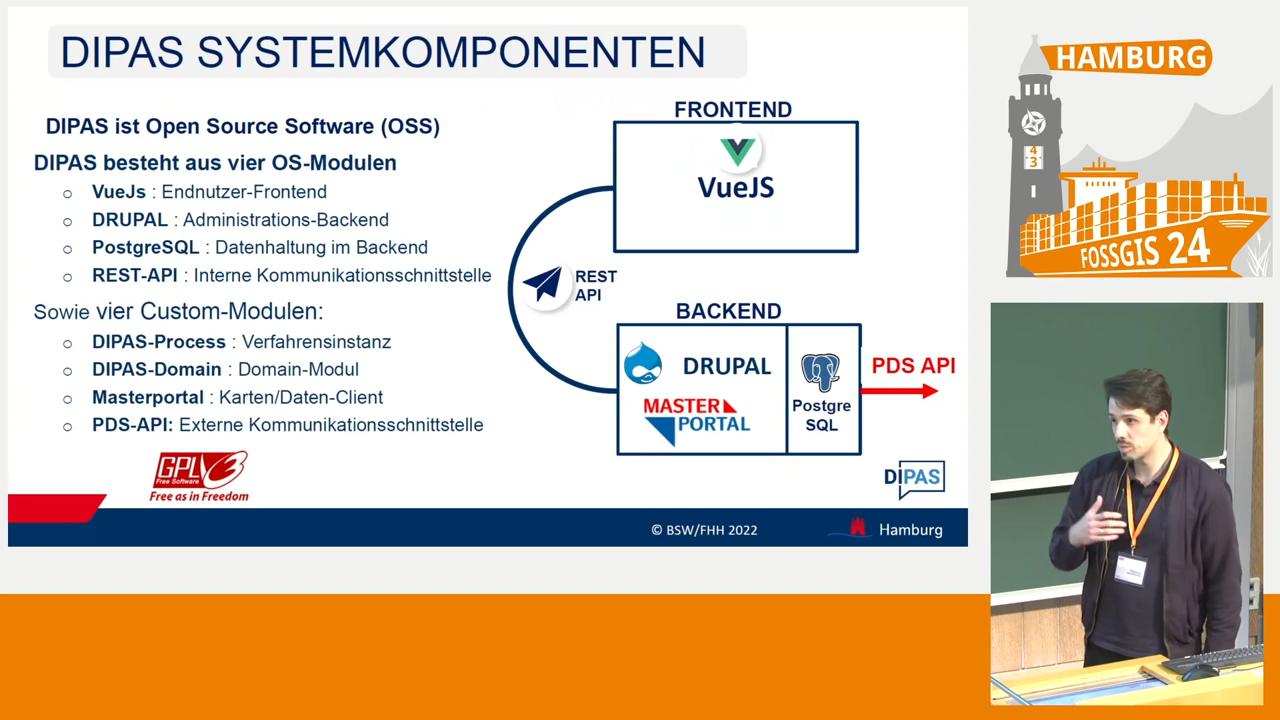 DIPAS SYSTEMKOMPONENTEN
DIPAS ist Open Source Software (OSS)
DIPAS besteht aus vier OS-Modulen
VueJs : Endnutzer-Frontend
DRUPAL : Administrations-Backend
PostgreSQL : Datenhaltung im Backend
REST-API : Interne Kommunikationsschnittstelle
Sowie vier Custom-Modulen:
DIPAS-Process : Verfahrensinstanz
DIPAS-Domain : Domain-Modul
Masterportal : Karten/Daten-Client
PDS-API: Externe Kommunikationsschnittstelle
GPLv3
Free Software
Free as in Freedom
FRONTEND
VueJS
REST
API
BACKEND
DRUPAL
MASTER
PORTAL
Postgre
SQL
PDS API
DIPAS
© BSW/FHH 2022
Hamburg
HAMBURG
4
3
FOSSGIS 24